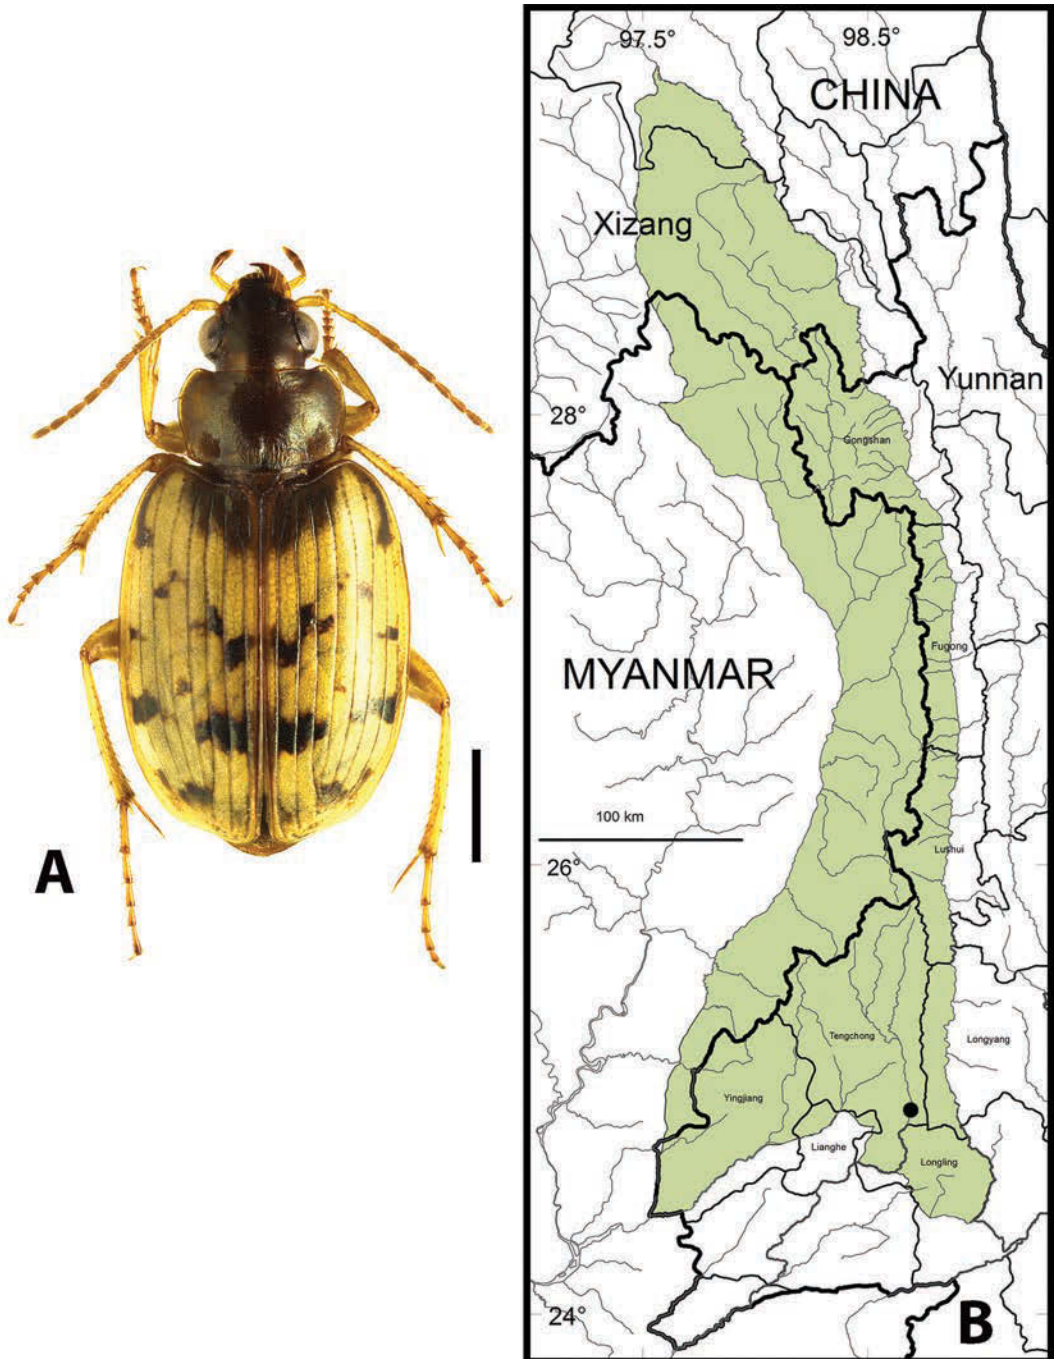 97.5°
98.5°
CHINA
Xizang
Yunnan
28°
Gongshan
Fugong
MYANMAR
100 km
Lushui
26°
A
Tengchong
Longyang
Yingjiang
Lianghe
Longling
24°
B